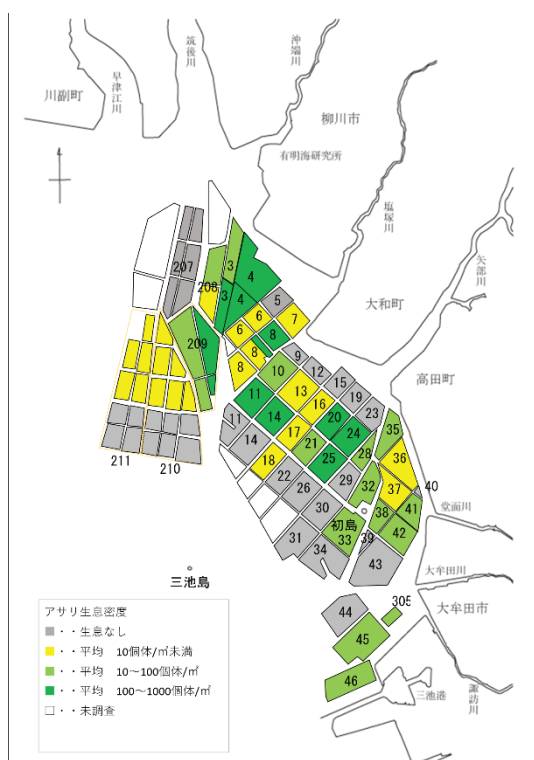 筑後川
沖端川
早津江川
川副町
柳川市
有明海研究所
塩塚川
矢部川
大和町
高田町
207
208
3
4
3
4
5
6
7
6
8
209
8
8
9
10
12
15
11
13
16
19
14
20
23
11
17
24
35
14
21
28
36
18
25
22
29
32
37
40
26
38
41
30
初島
33
39
42
31
34
43
211
210
堂面川
大牟田川
三池島
44
305
大牟田市
45
46
三池港
諏訪川
アサリ生息密度
・・生息なし
・・平均 10個体/㎡未満
・・平均 10~100個体/㎡
・・平均 100~1000個体/㎡
・・未調査